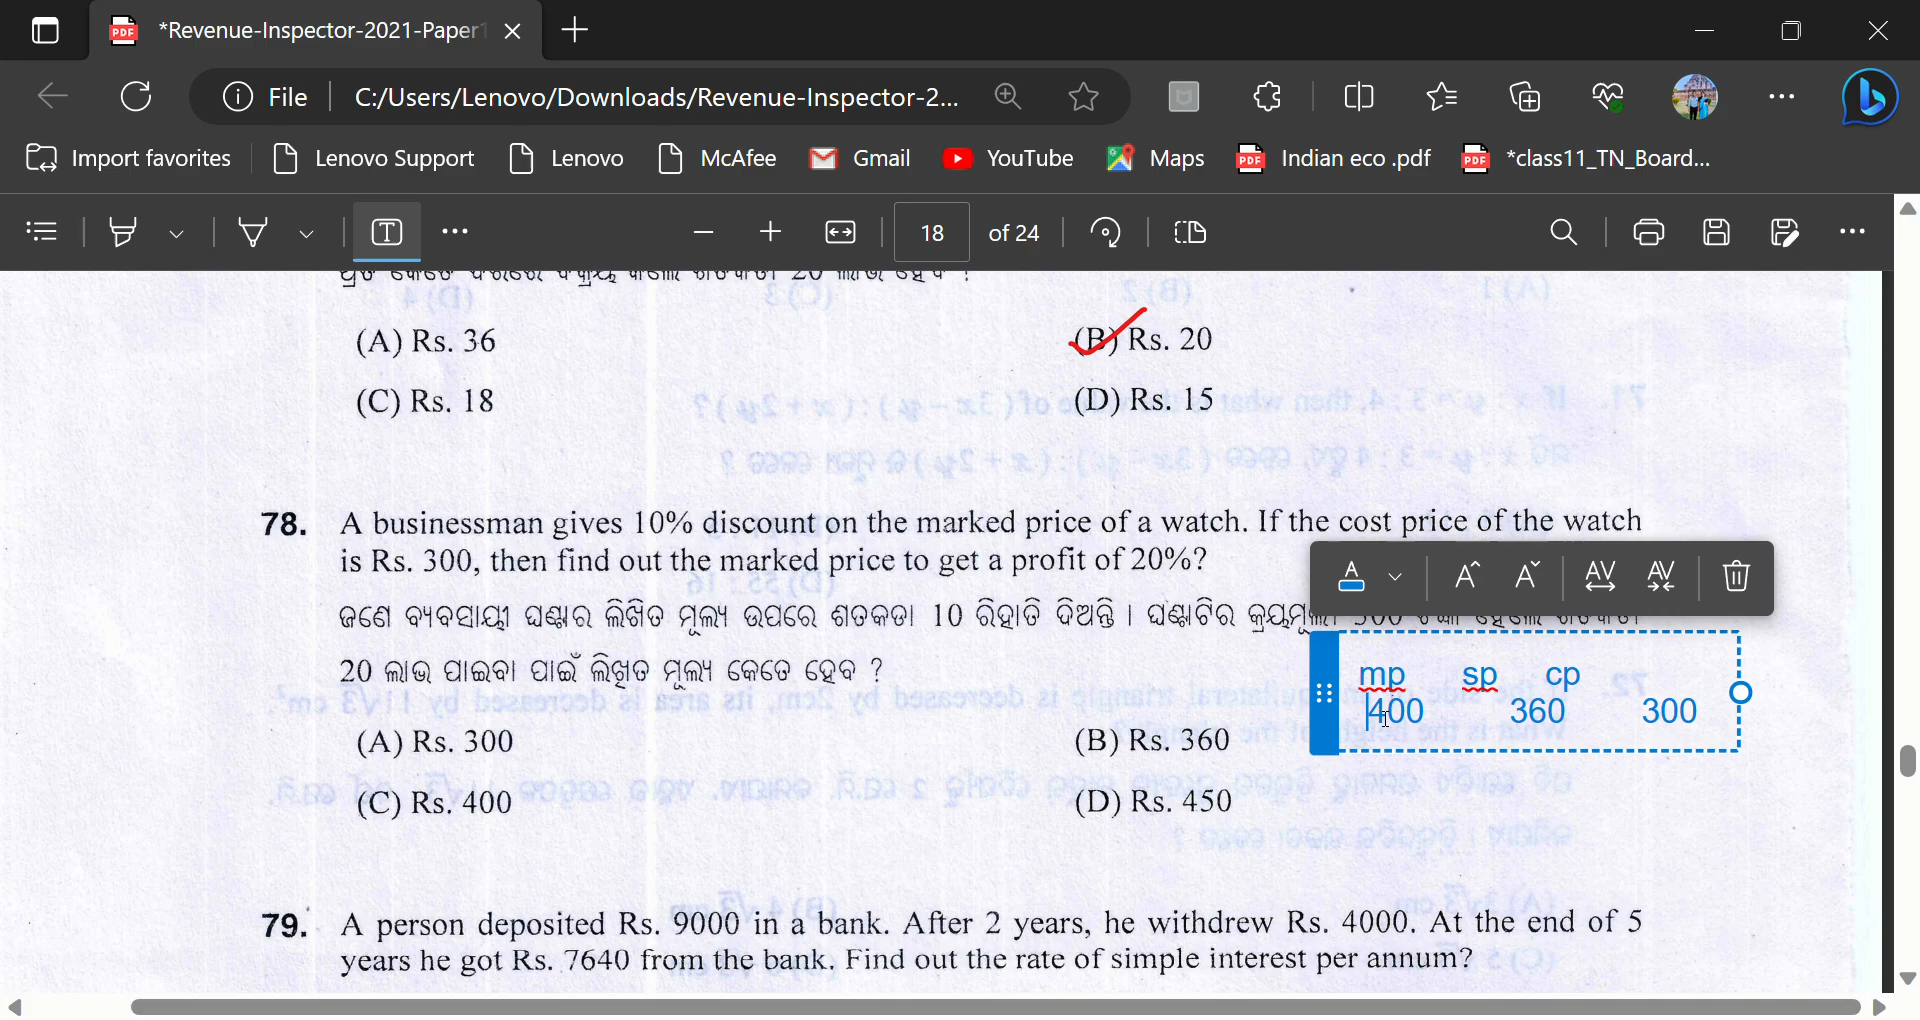 *Revenue-Inspector-2021-Paper1
File
C:/Users/Lenovo/Downloads/Revenue-Inspector-2...
Import favorites
Lenovo Support
Lenovo
McAfee
Gmail
YouTube
Maps
Indian eco .pdf
*class11_TN_Board...
18 of 24
(A) Rs. 36
(B) Rs. 20
(C) Rs. 18
(D) Rs. 15
78. A businessman gives 10% discount on the marked price of a watch. If the cost price of the watch
is Rs. 300, then find out the marked price to get a profit of 20%?
ଜଣେ ବ୍ୟବସାୟୀ ଘଣ୍ଟାର ଲିଖିତ ମୂଲ୍ୟ ଉପରେ ଶତକଡା 10 ରିହାତି ଦିଅନ୍ତି । ଘଣ୍ଟାଟିର କ୍ରୟମୂଲ୍ୟ 300 ଟଙ୍କା ହେଲେ ଶତକଡା
20 ଲାଭ ପାଇବା ପାଇଁ ଲିଖିତ ମୂଲ୍ୟ କେତେ ହେବ ?
mp sp cp
400 360 300
(A) Rs. 300
(B) Rs. 360
(C) Rs. 400
(D) Rs. 450
79. A person deposited Rs. 9000 in a bank. After 2 years, he withdrew Rs. 4000. At the end of 5
years he got Rs. 7640 from the bank. Find out the rate of simple interest per annum?